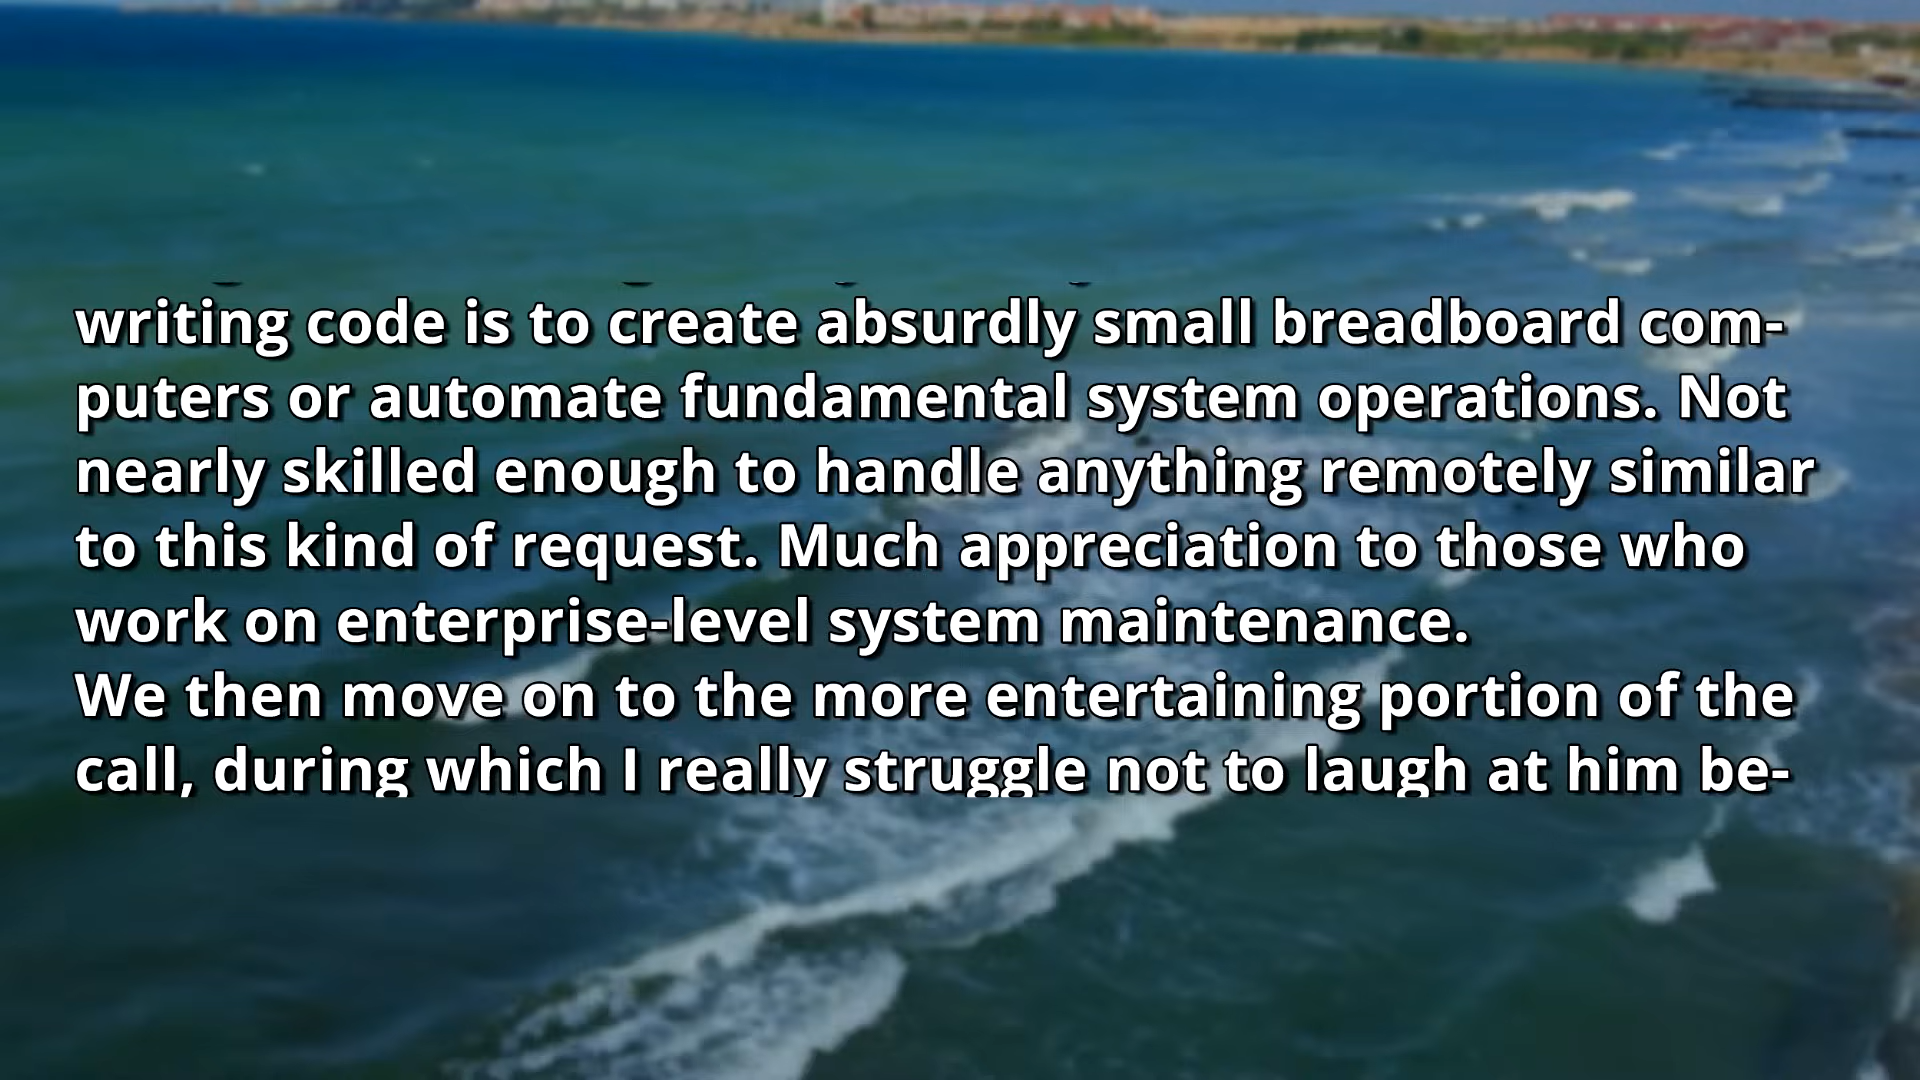 writing code is to create absurdly small breadboard com-
puters or automate fundamental system operations. Not
nearly skilled enough to handle anything remotely similar
to this kind of request. Much appreciation to those who
work on enterprise-level system maintenance.
We then move on to the more entertaining portion of the
call, during which I really struggle not to laugh at him be-